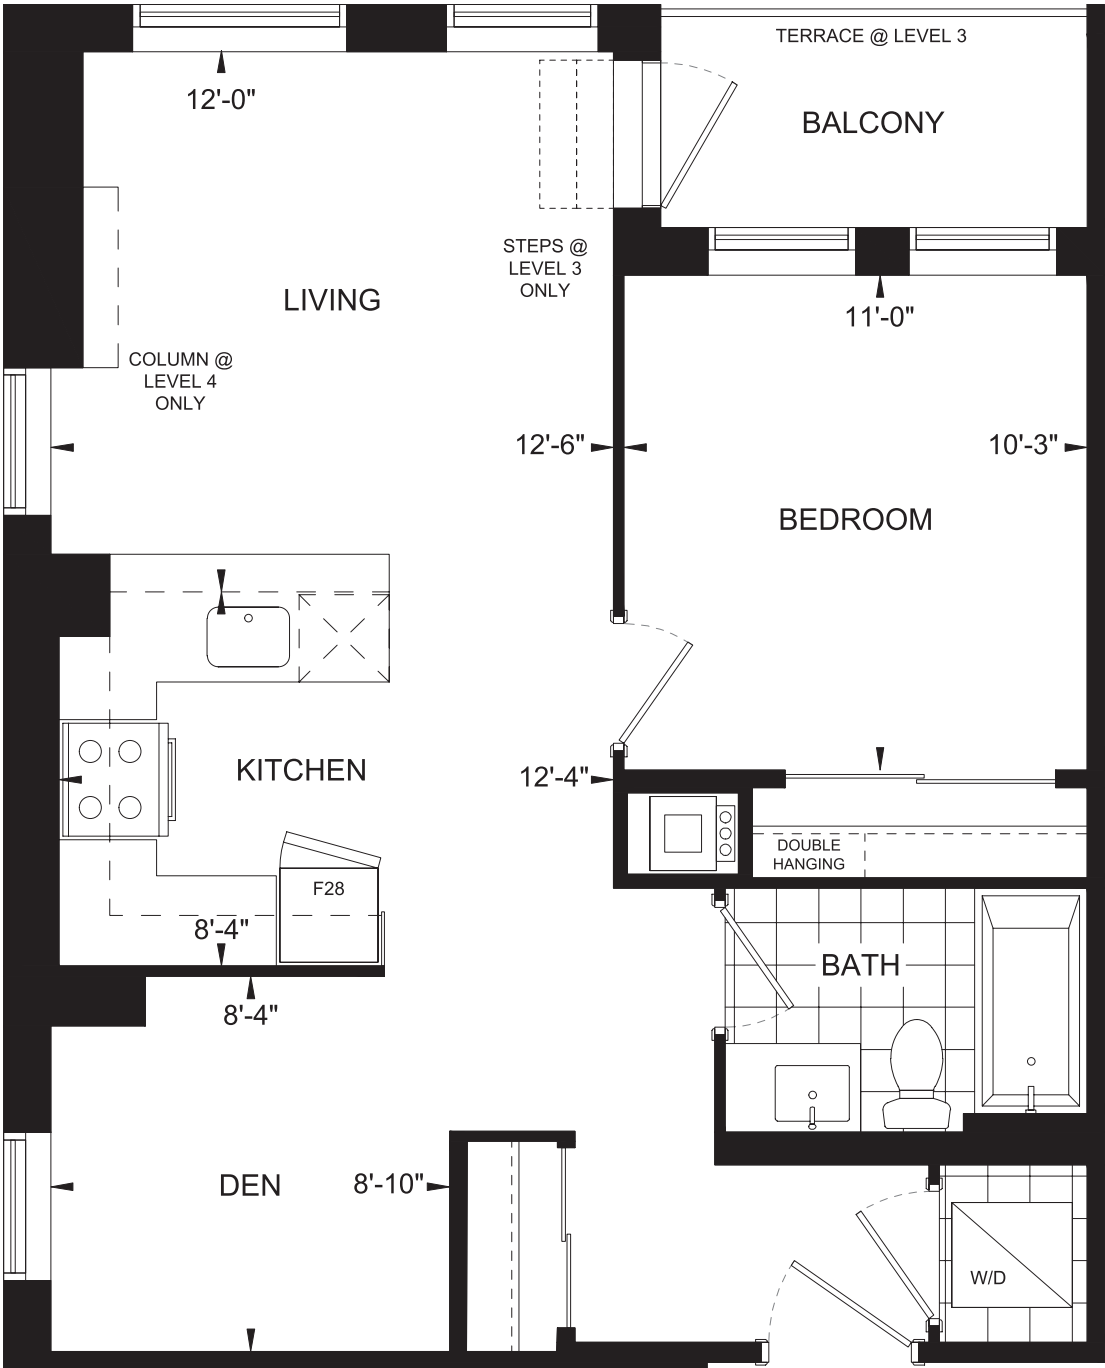 TERRACE @ LEVEL 3
12'-0"
BALCONY
STEPS @
LEVEL 3
ONLY
LIVING
11'-0"
COLUMN @
LEVEL 4
ONLY
12'-6"
10'-3"
BEDROOM
KITCHEN
12'-4"
DOUBLE
HANGING
F28
8'-4"
BATH
8'-4"
DEN
8'-10"
W/D